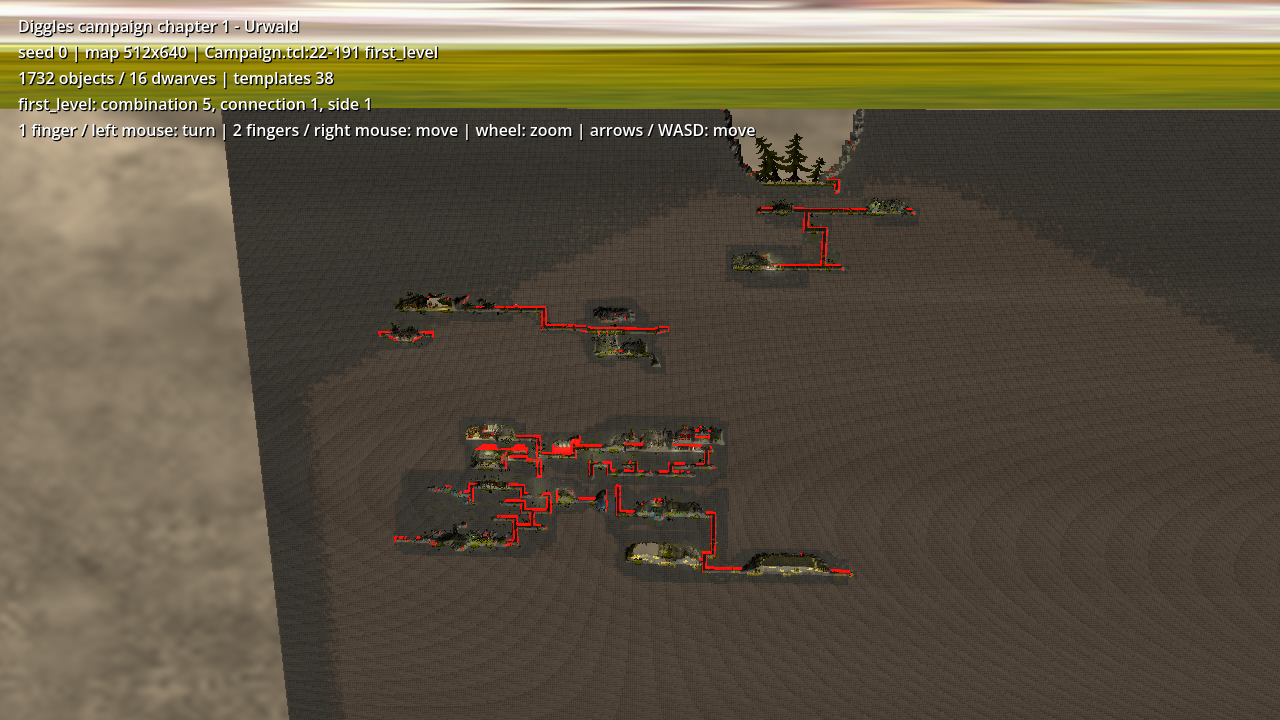 Diggles campaign chapter 1 - Urwald
seed 0 | map 512x640 | Campaign.tcl:22-191 first_level
1732 objects / 16 dwarves | templates 38
first_level: combination 5, connection 1, side 1
1 finger / left mouse: turn | 2 fingers / right mouse: move | wheel: zoom | arrows / WASD: move